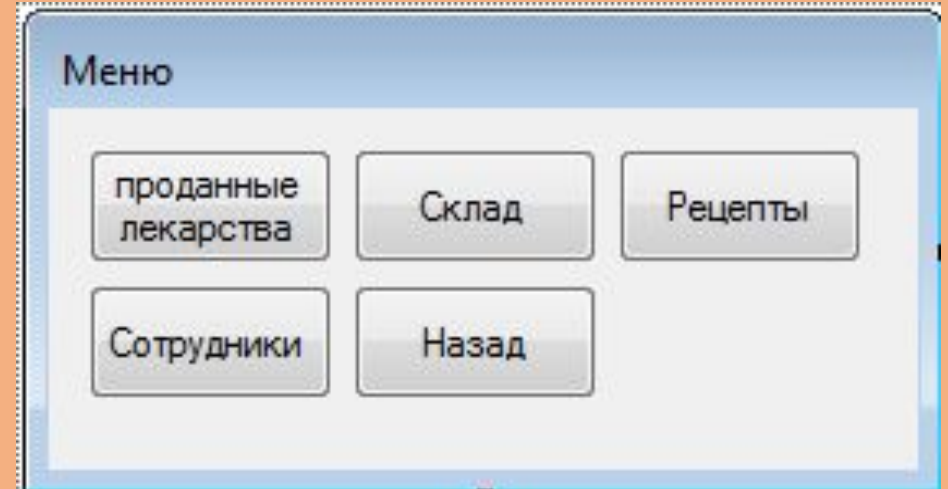 Меню
проданные
лекарства
Склад
Рецепты
Сотрудники
Назад